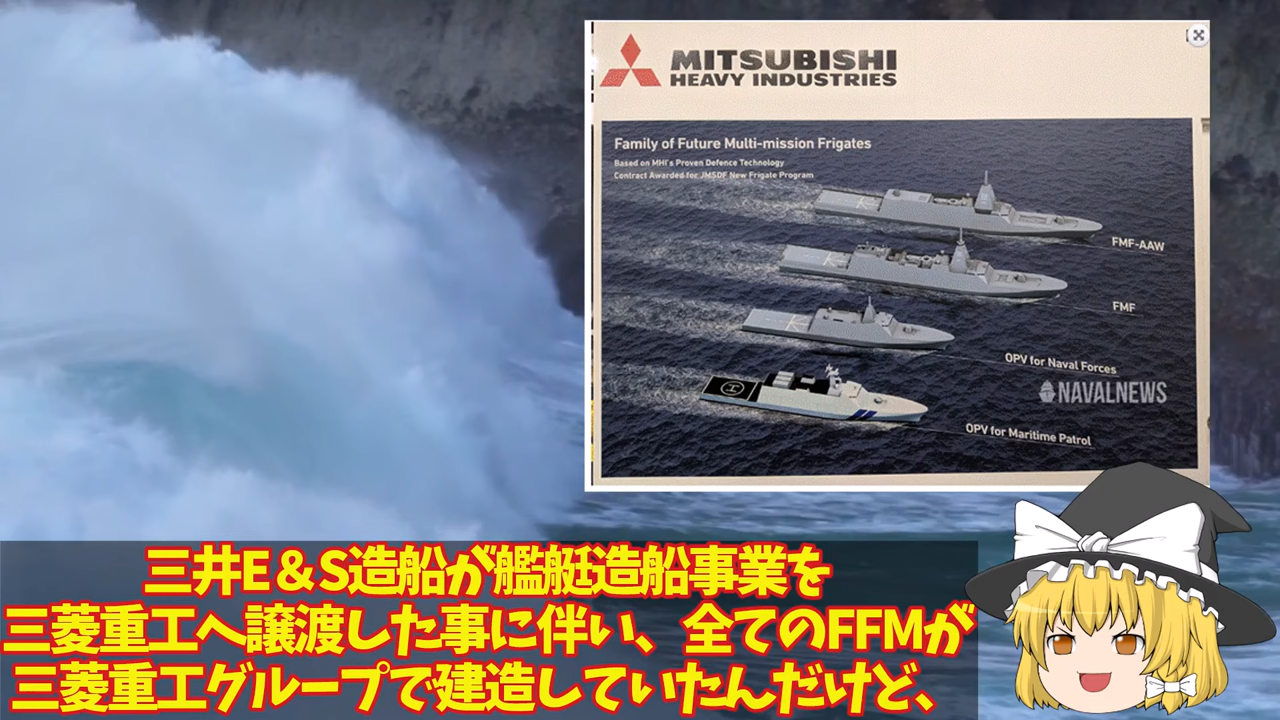 MITSUBISHI
HEAVY INDUSTRIES
Family of Future Multi-mission Frigates
Based on MHI's Proven Defence Technology
Contract Awarded for JMSDF New Frigate Program
FMF-AAW
FMF
OPV for Naval Forces
NAVALNEWS
OPV for Maritime Patrol
三井E&S造船が艦艇造船事業を
三菱重工へ譲渡した事に伴い、全てのFFMが
三菱重工グループで建造していたんだけど、